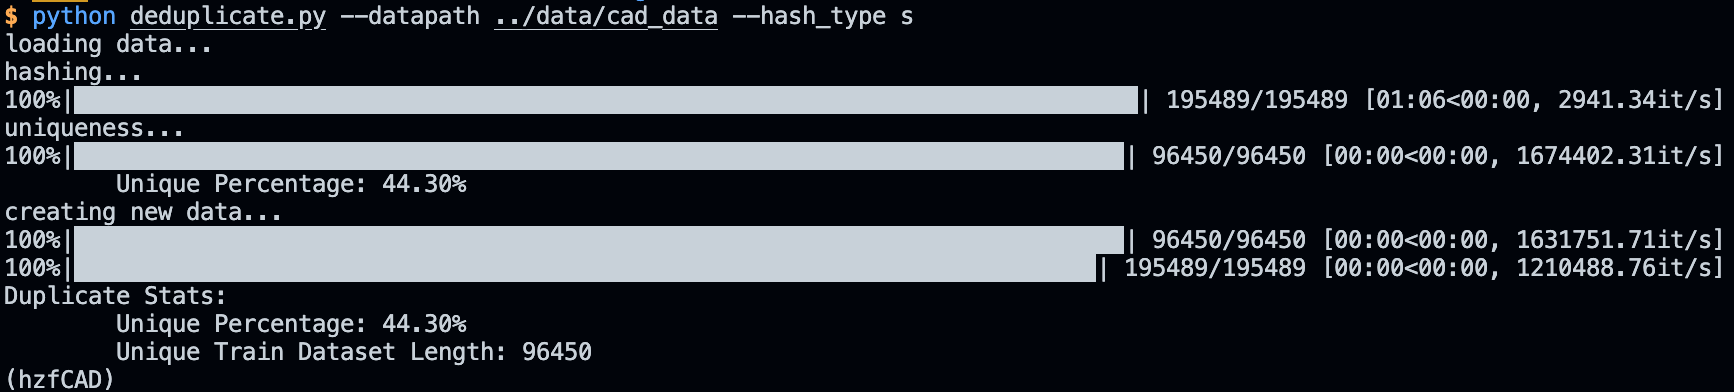 $ python deduplicate.py --datapath ../data/cad_data --hash_type s
loading data...
hashing...
100%| | 195489/195489 [01:06<00:00, 2941.34it/s]
uniqueness...
100%| | 96450/96450 [00:00<00:00, 1674402.31it/s]
Unique Percentage: 44.30%
creating new data...
100%| | 96450/96450 [00:00<00:00, 1631751.71it/s]
100%| | 195489/195489 [00:00<00:00, 1210488.76it/s]
Duplicate Stats:
Unique Percentage: 44.30%
Unique Train Dataset Length: 96450
(hzfCAD)